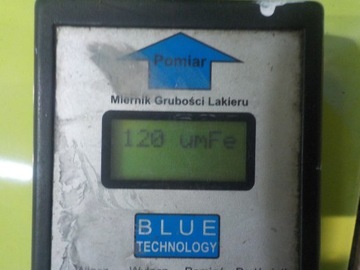 Pomiar
Miernik Grubości Lakieru
120 umFe
BLUE
TECHNOLOGY